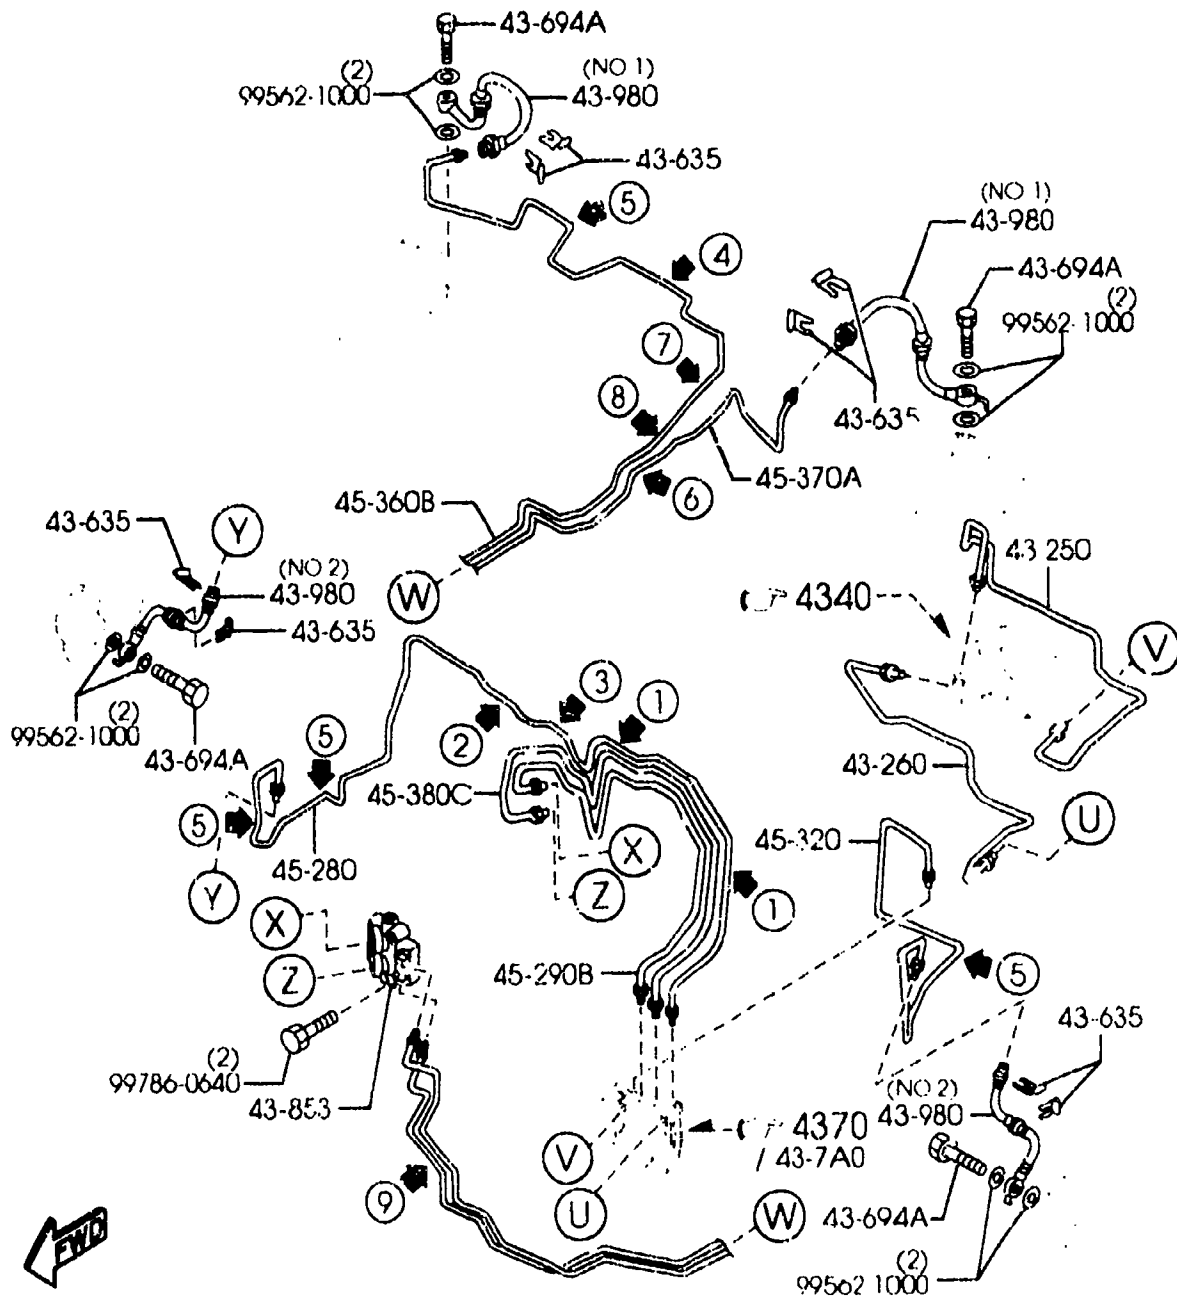 43-694A
(2)
99562-1000
(NO 1)
43-980
43-635
5
(NO 1)
43-980
4
43-694A
(2)
99562-1000
7
8
43-635
45-370A
6
45-360B
43-635
Y
(NO 2)
43-980
W
43-250
4340
43-635
V
3
1
(2)
99562-1000
43-694A
5
2
43-260
45-380C
5
U
45-320
X
45-280
Y
Z
1
X
Z
45-290B
5
43-635
(2)
99786-0640
43-853
(NO 2)
43-980
4370
43-7A0
V
9
U
W
43-694A
FWD
(2)
99562 1000